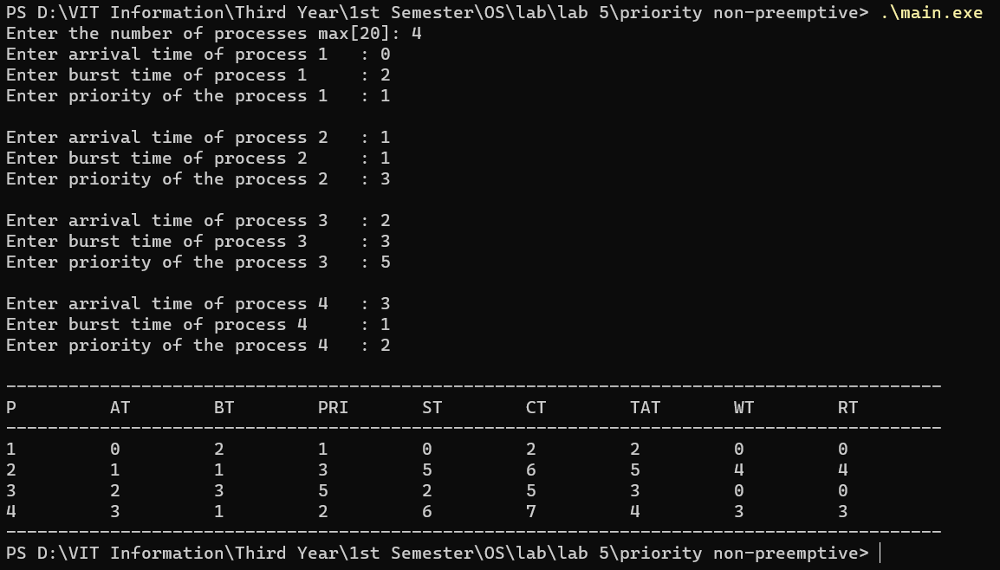 PS D:\VIT Information\Third Year\1st Semester\OS\lab\lab 5\priority non-preemptive> .\main.exe
Enter the number of processes max[20]: 4
Enter arrival time of process 1   : 0
Enter burst time of process 1     : 2
Enter priority of the process 1   : 1

Enter arrival time of process 2   : 1
Enter burst time of process 2     : 1
Enter priority of the process 2   : 3

Enter arrival time of process 3   : 2
Enter burst time of process 3     : 3
Enter priority of the process 3   : 5

Enter arrival time of process 4   : 3
Enter burst time of process 4     : 1
Enter priority of the process 4   : 2

------------------------------------------------------------------------------------------
P         AT        BT        PRI       ST        CT        TAT       WT        RT
------------------------------------------------------------------------------------------
1         0         2         1         0         2         2         0         0
2         1         1         3         5         6         5         4         4
3         2         3         5         2         5         3         0         0
4         3         1         2         6         7         4         3         3
------------------------------------------------------------------------------------------
PS D:\VIT Information\Third Year\1st Semester\OS\lab\lab 5\priority non-preemptive>